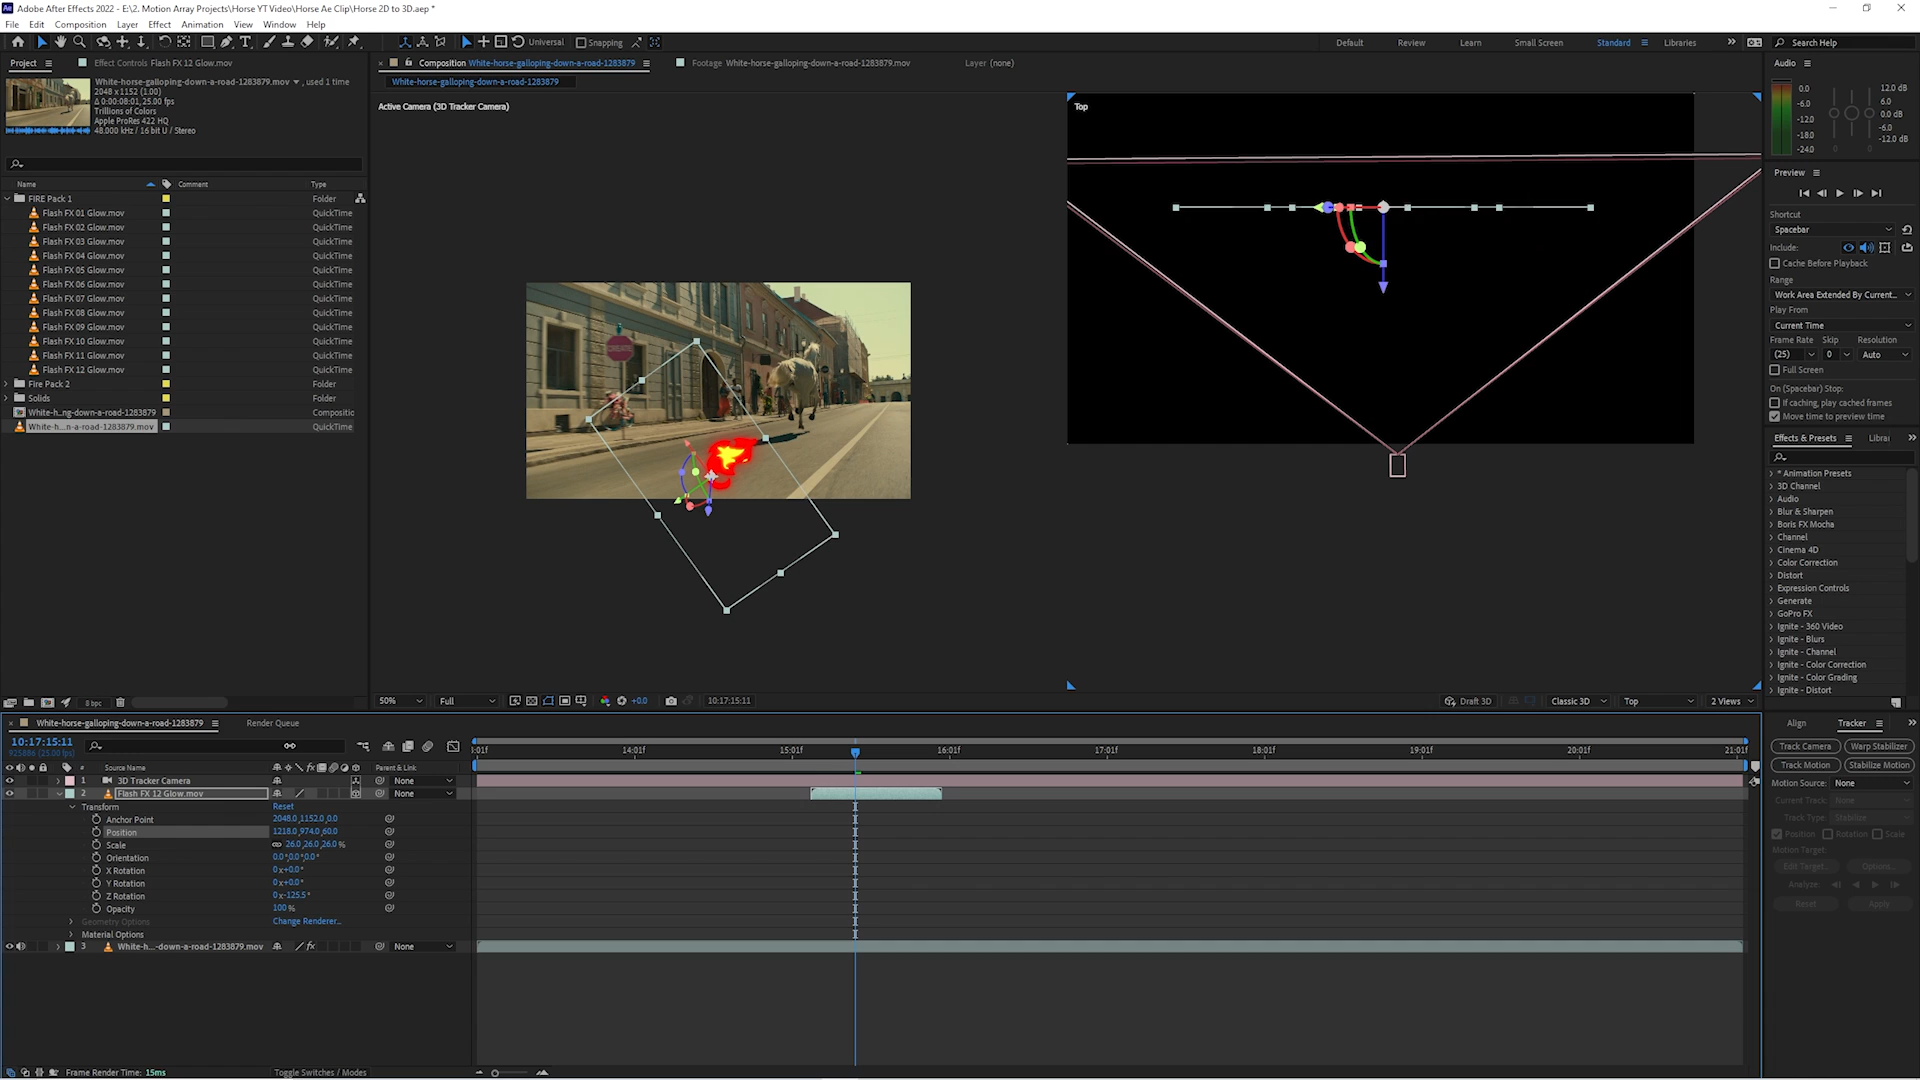 Adobe After Effects 2022 - E:\2. Motion Array Projects\Horse YT Video\Horse Ae Clip\Horse 2D to 3D.aep *
File Edit Composition Layer Effect Animation View Window Help
Universal Snapping Default Review Learn Small Screen Standard Libraries Search Help
Project Effect Controls Flash FX 12 Glow.mov
White-horse-galloping-down-a-road-1283879.mov , used 1 time
2048 x1152 (1.00)
Δ 0:00:08:01, 25.00 fps
Trillions of Colors
Apple ProRes 422 HQ
48.000 kHz / 16 bit U / Stereo
Name Comment Type
FIRE Pack 1 Folder
Flash FX 01 Glow.mov QuickTime
Flash FX 02 Glow.mov QuickTime
Flash FX 03 Glow.mov QuickTime
Flash FX 04 Glow.mov QuickTime
Flash FX 05 Glow.mov QuickTime
Flash FX 06 Glow.mov QuickTime
Flash FX 07 Glow.mov QuickTime
Flash FX 08 Glow.mov QuickTime
Flash FX 09 Glow.mov QuickTime
Flash FX 10 Glow.mov QuickTime
Flash FX 11 Glow.mov QuickTime
Flash FX 12 Glow.mov QuickTime
Fire Pack 2 Folder
Solids Folder
White-h...ng-down-a-road-1283879 Compositio
White-h...n-a-road-1283879.mov QuickTime
8 bpc
Composition White-horse-galloping-down-a-road-1283879 Footage White-horse-galloping-down-a-road-1283879.mov Layer (none)
White-horse-galloping-down-a-road-1283879
Active Camera (3D Tracker Camera)
Top
50% Full +0.0 10:17:15:11 Draft 3D Classic 3D Top 2 Views
Audio
0.0 12.0 dB
-6.0 6.0
-12.0 0.0 dB
-18.0 -6.0
-24.0 -12.0 dB
0 0
Preview
Shortcut
Spacebar
Include:
Cache Before Playback
Range
Work Area Extended By Current...
Play From
Current Time
Frame Rate Skip Resolution
(25) 0 Auto
Full Screen
On (Spacebar) Stop:
If caching, play cached frames
Move time to preview time
Effects & Presets Librai
* Animation Presets
3D Channel
Audio
Blur & Sharpen
Boris FX Mocha
Channel
Cinema 4D
Color Correction
Distort
Expression Controls
Generate
GoPro FX
Ignite - 360 Video
Ignite - Blurs
Ignite - Channel
Ignite - Color Correction
Ignite - Color Grading
Ignite - Distort
White-horse-galloping-down-a-road-1283879 Render Queue
10:17:15:11
925886 (25.00 fps)
:01f 14:01f 15:01f 16:01f 17:01f 18:01f 19:01f 20:01f 21:01f
# Source Name Parent & Link
1 3D Tracker Camera None
2 Flash FX 12 Glow.mov None
Transform Reset
Anchor Point 2048.0,1152.0,0.0
Position 1218.0,974.0,60.0
Scale 26.0,26.0,26.0 %
Orientation 0.0°,0.0°,0.0°
X Rotation 0 x+0.0°
Y Rotation 0 x+0.0°
Z Rotation 0 x-125.5°
Opacity 100 %
Geometry Options Change Renderer...
Material Options
3 White-h...-down-a-road-1283879.mov None
Frame Render Time: 15ms Toggle Switches / Modes
Align Tracker
Track Camera Warp Stabilizer
Track Motion Stabilize Motion
Motion Source: None
Current Track: None
Track Type: Stabilize
Position Rotation Scale
Motion Target:
Edit Target... Options...
Analyze:
Reset Apply